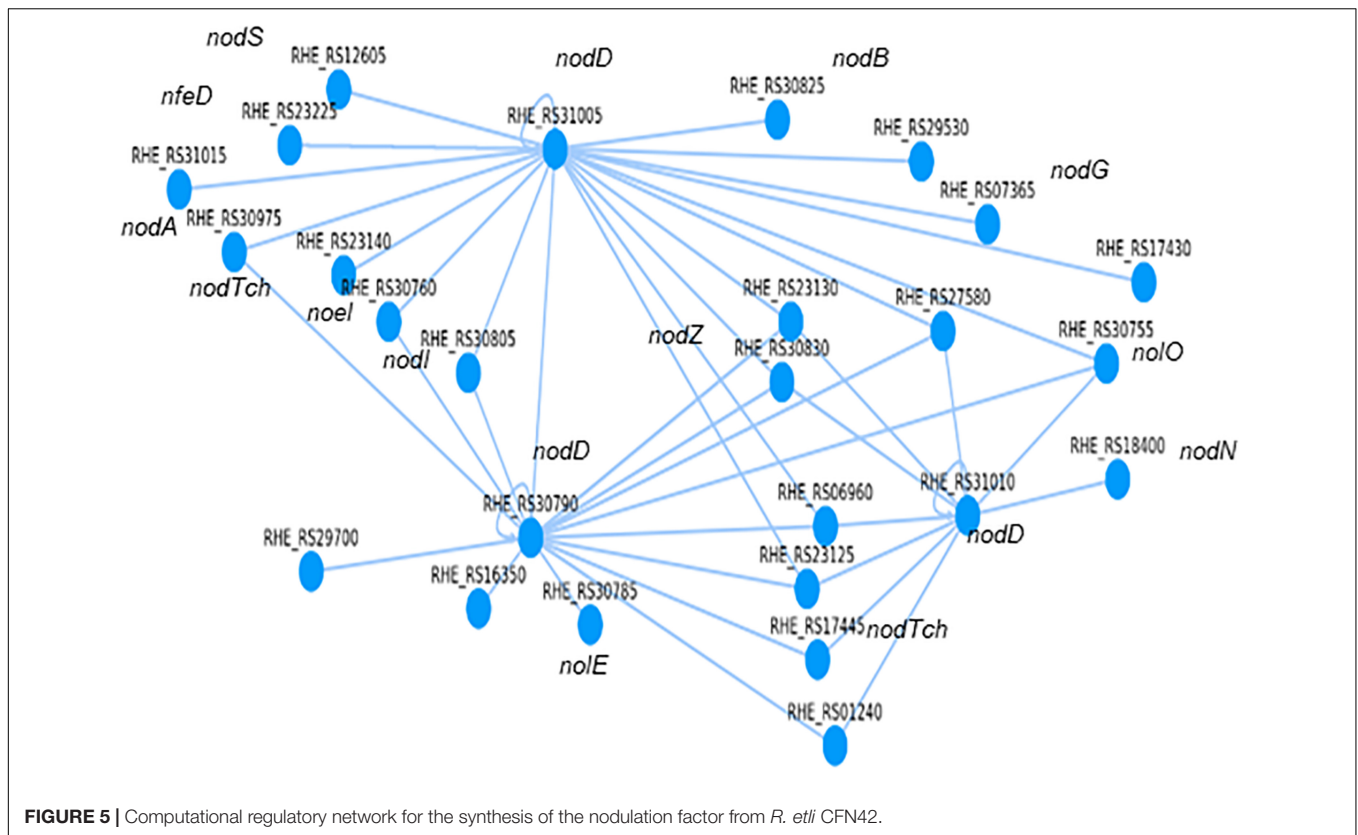 nodS
RHE_RS12605
nodD
nodB
nfeD
RHE_RS23225
RHE_RS31005
RHE_RS30825
RHE_RS31015
RHE_RS29530
nodG
RHE_RS07365
nodA
RHE_RS30975
RHE_RS23140
RHE_RS17430
nodTch
RHE_RS30760
noeI
RHE_RS23130
RHE_RS27580
nodI
RHE_RS30805
nodZ
RHE_RS30830
RHE_RS30755
nolO
nodD
RHE_RS18400
nodN
RHE_RS30790
RHE_RS06960
RHE_RS31010
nodD
RHE_RS29700
RHE_RS23125
RHE_RS16350
RHE_RS30785
RHE_RS17445
nodTch
nolE
RHE_RS01240
FIGURE 5 | Computational regulatory network for the synthesis of the nodulation factor from R. etli CFN42.